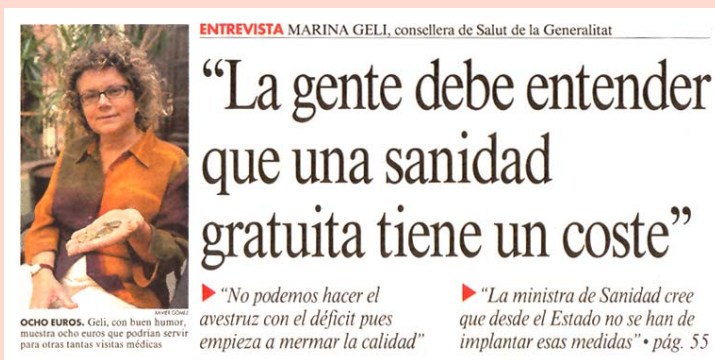 ENTREVISTA MARINA GELI, consellera de Salut de la Generalitat
“La gente debe entender
que una sanidad
gratuita tiene un coste”
XAVIER GÓMEZ
OCHO EUROS. Geli, con buen humor,
muestra ocho euros que podrían servir
para otras tantas visitas médicas
“No podemos hacer el
avestruz con el déficit pues
empieza a mermar la calidad”
“La ministra de Sanidad cree
que desde el Estado no se han de
implantar esas medidas” • pág. 55